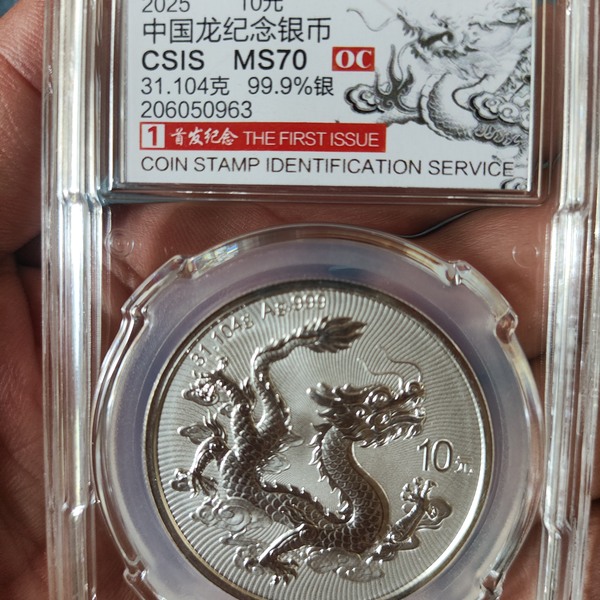 2025 10元
中国龙纪念银币
CSIS MS70 OC
31.104克 99.9%银
206050963
1 首发纪念 THE FIRST ISSUE
COIN STAMP IDENTIFICATION SERVICE
31.104g Ag.999
10元